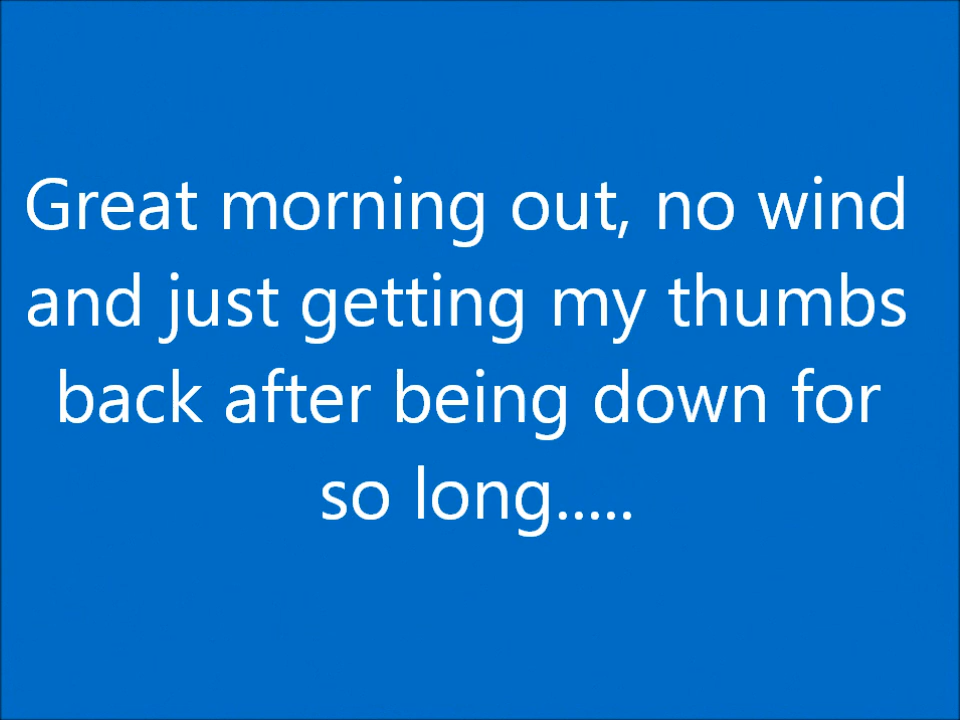 Great morning out, no wind
and just getting my thumbs
back after being down for
so long.....